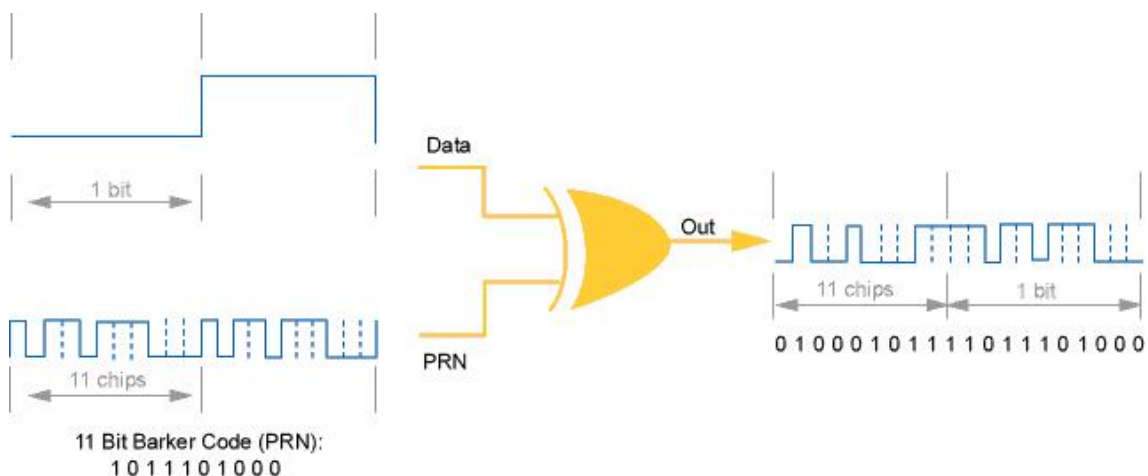 Data
1 bit
Out
11 chips
1 bit
PRN
0 1 0 0 0 1 0 1 1 1 1 0 1 1 1 0 1 0 0 0
11 chips
11 Bit Barker Code (PRN):
1 0 1 1 1 0 1 0 0 0